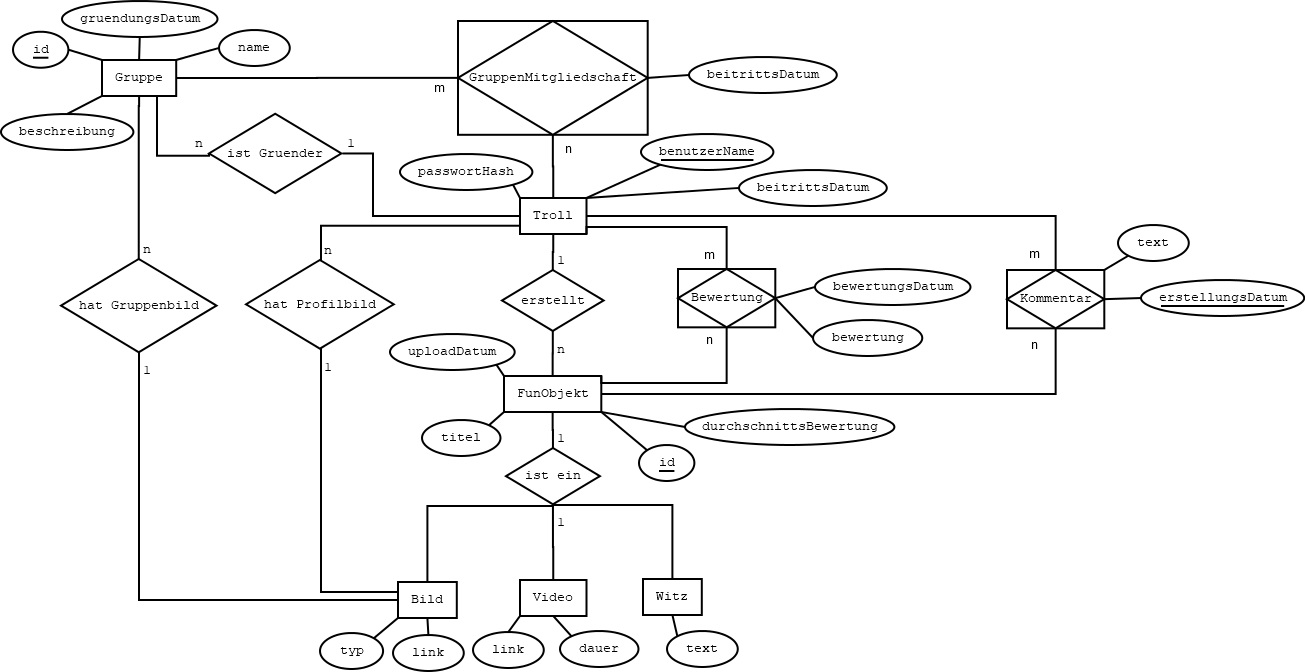 gruendungsDatum
id
name
Gruppe
GruppenMitgliedschaft
beitrittsDatum
m
beschreibung
n
ist Gruender
1
n
benutzerName
passwortHash
beitrittsDatum
Troll
text
n
n
1
m
m
hat Gruppenbild
hat Profilbild
erstellt
Bewertung
bewertungsDatum
Kommentar
erstellungsDatum
bewertung
n
n
n
uploadDatum
1
1
FunObjekt
titel
1
durchschnittsBewertung
id
ist ein
1
Bild
Video
Witz
typ
link
link
dauer
text